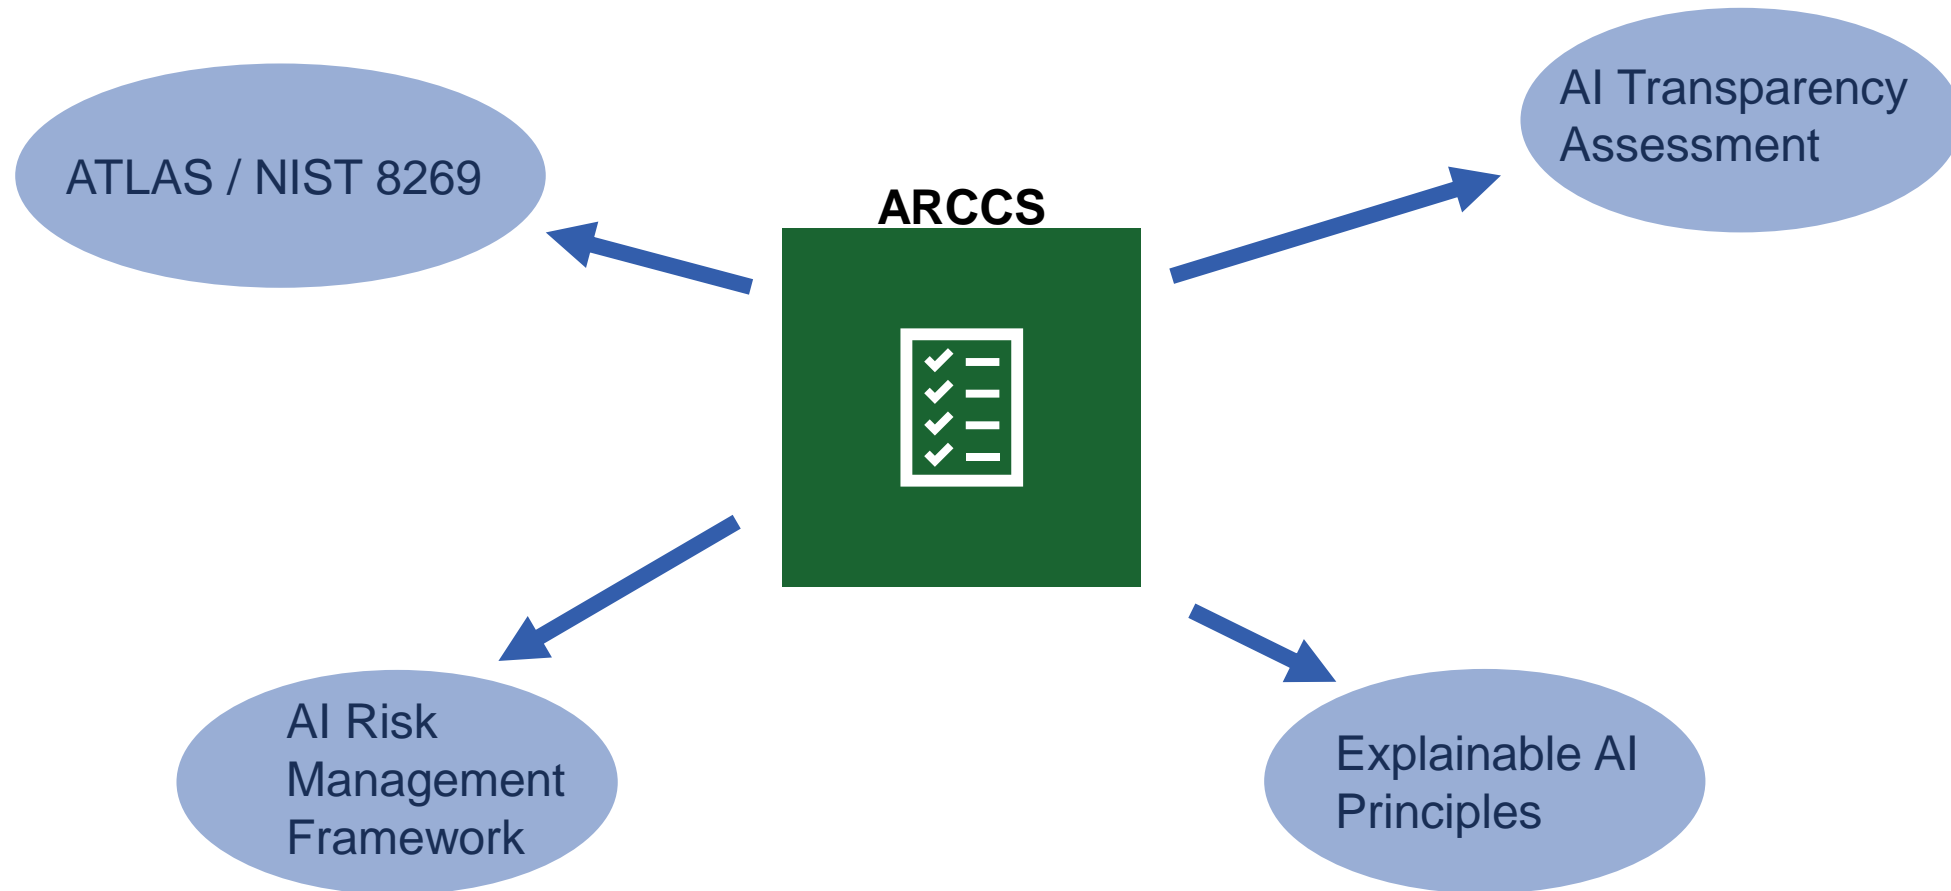 ATLAS / NIST 8269
ARCCS
AI Transparency
Assessment
AI Risk
Management
Framework
Explainable AI
Principles